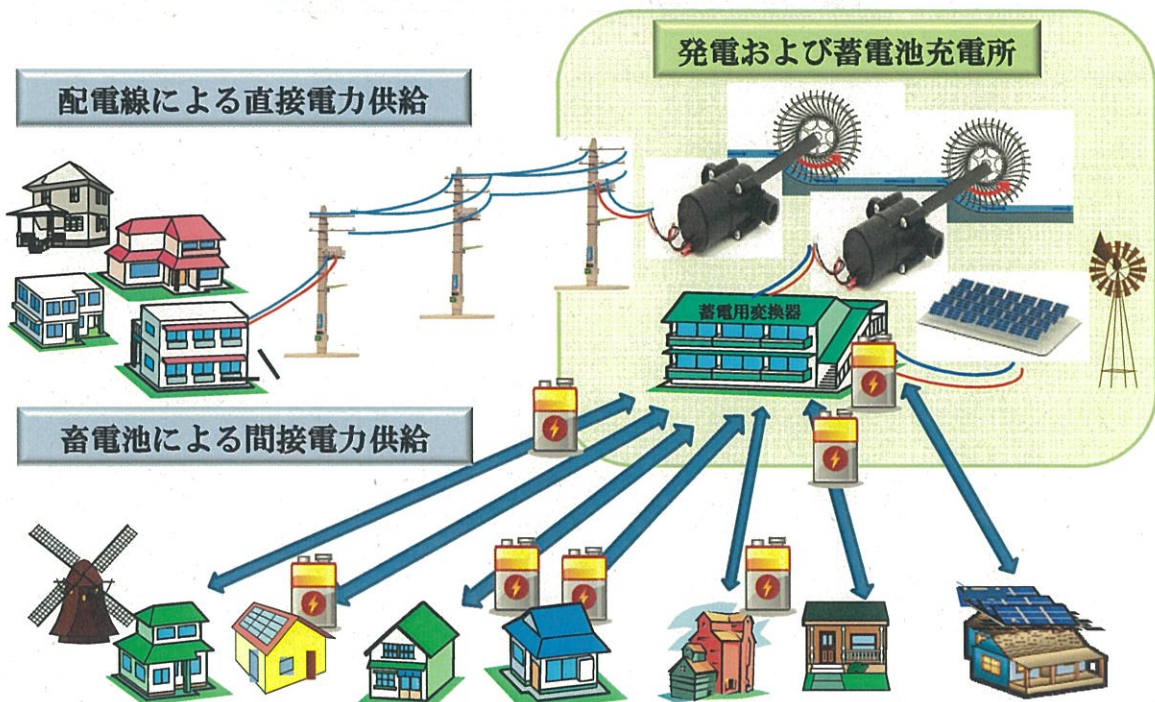 発電および蓄電池充電所
配電線による直接電力供給
蓄電用変換器
畜電池による間接電力供給